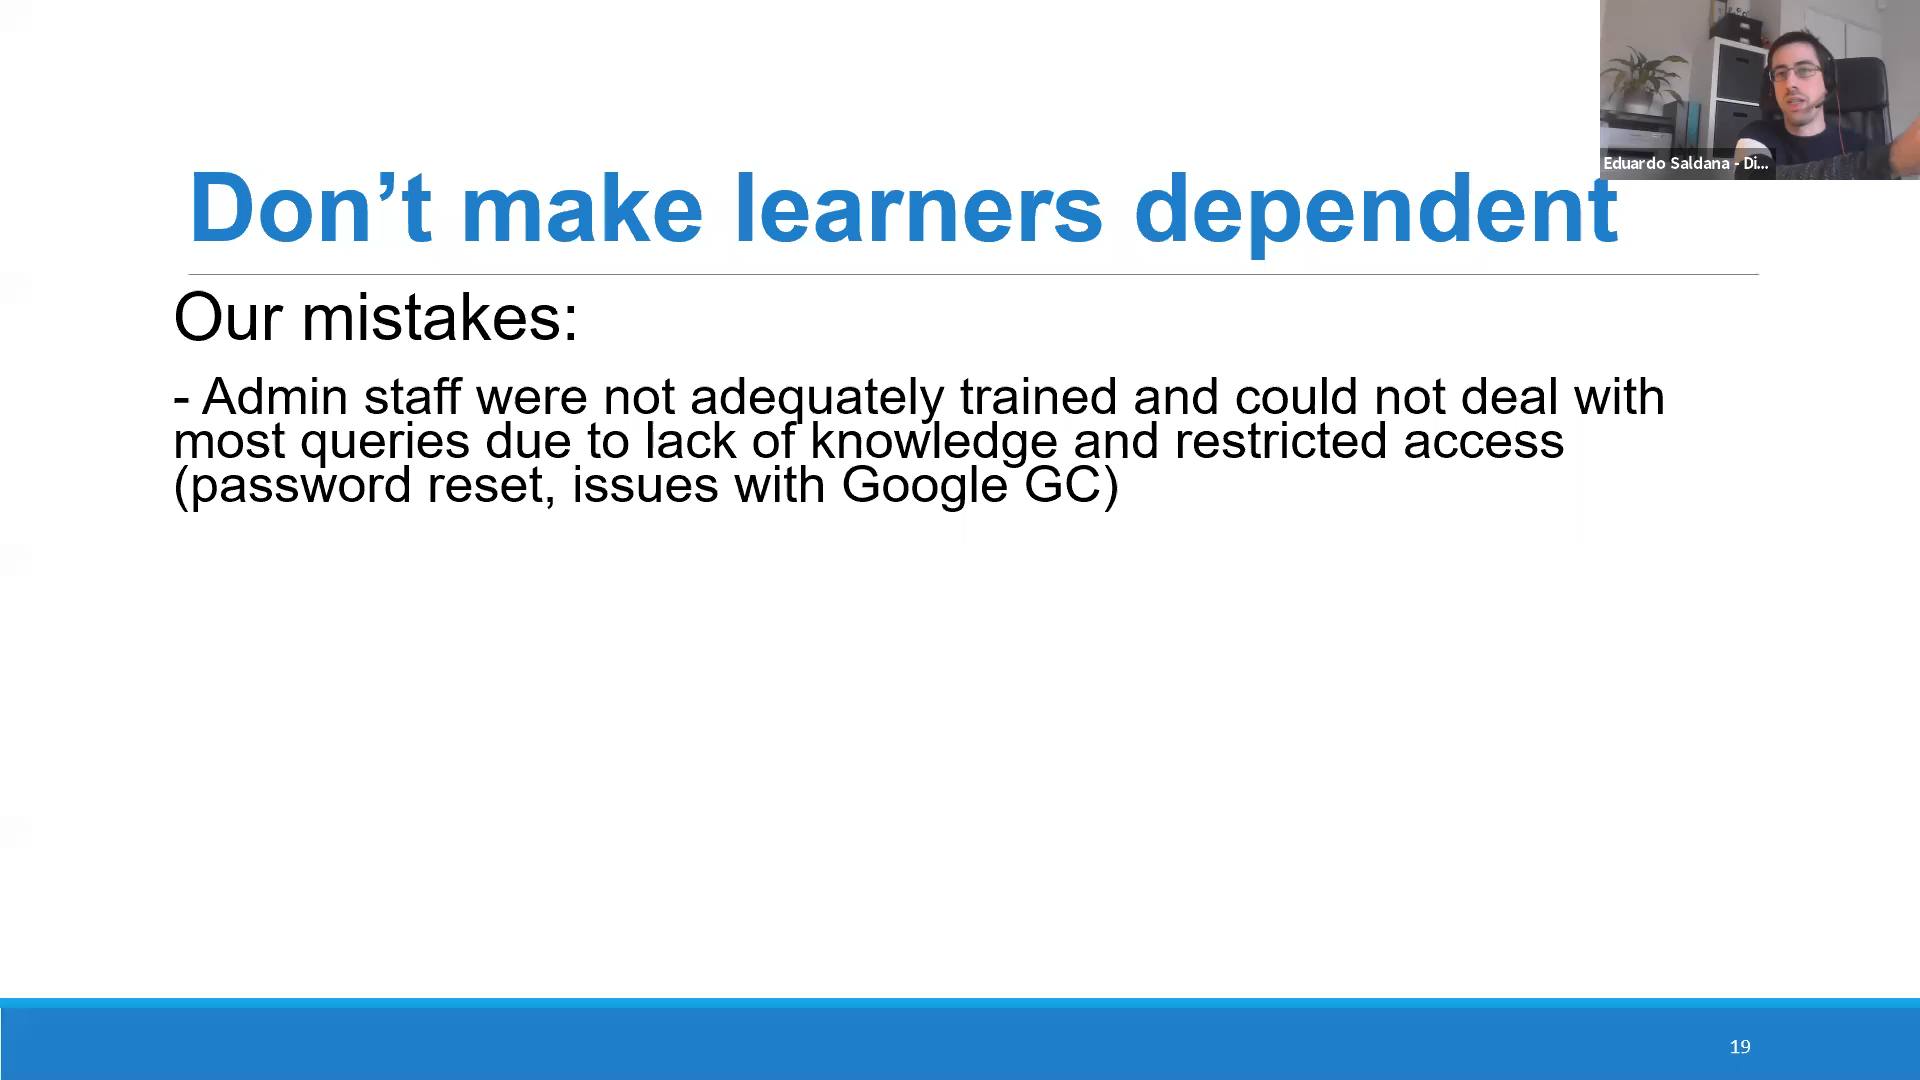 Eduardo Saldana - Di...
Don’t make learners dependent
Our mistakes:
- Admin staff were not adequately trained and could not deal with
most queries due to lack of knowledge and restricted access
(password reset, issues with Google GC)
19